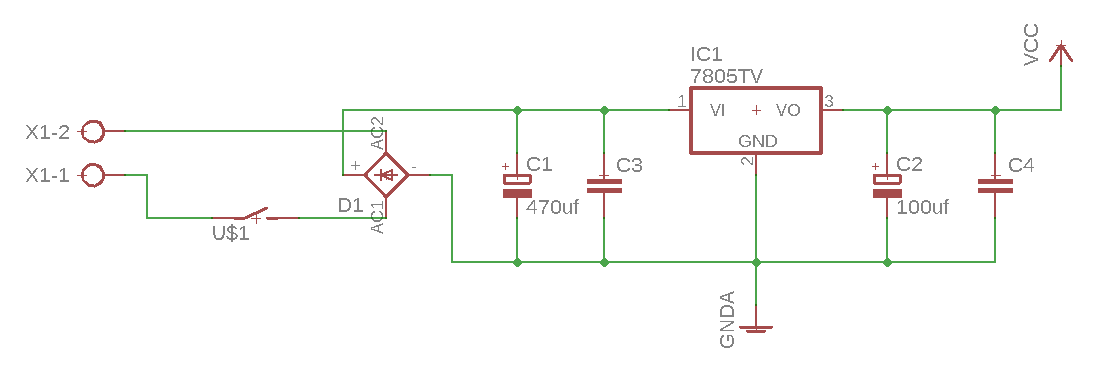 VCC
IC1
7805TV
1
VI
+
VO
3
GND
2
X1-2
X1-1
U$1
AC2
+
-
D1
AC1
+
C1
470uf
C3
+
C2
100uf
C4
GNDA